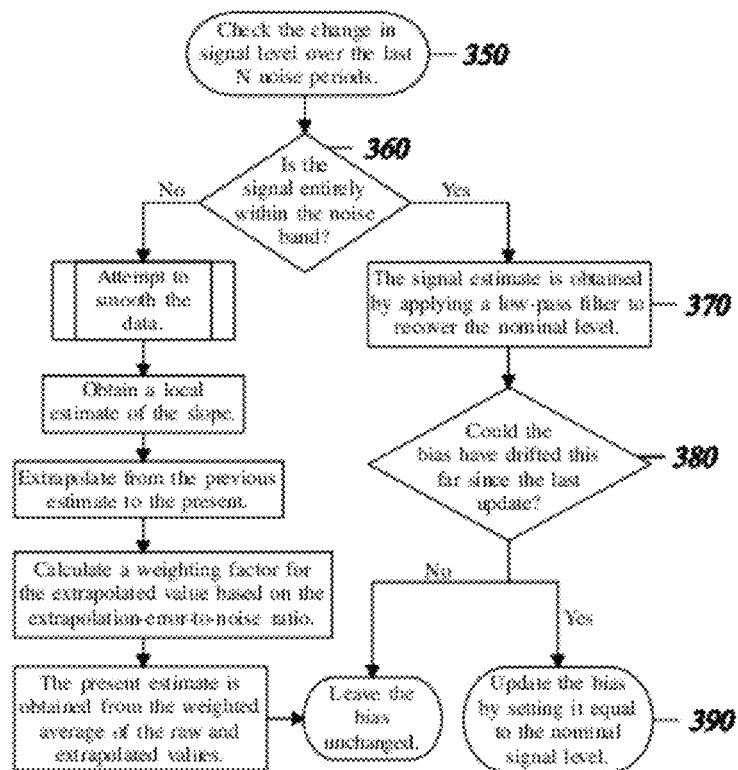 Check the change in
signal level over the last
N noise periods.
350
360
Is the
signal entirely
within the noise
band?
No
Yes
Attempt to
smooth the
data.
The signal estimate is obtained
by applying a low-pass filter to
recover the nominal level.
370
Obtain a local
estimate of the slope.
Could the
bias have drifted this
far since the last
update?
380
Extrapolate from the previous
estimate to the present.
Calculate a weighting factor for
the extrapolated value based on the
extrapolation-error-to-noise ratio.
No
Yes
The present estimate is
obtained from the weighted
average of the raw and
extrapolated values.
Leave the
bias
unchanged.
Update the bias
by setting it equal
to the nominal
signal level.
390